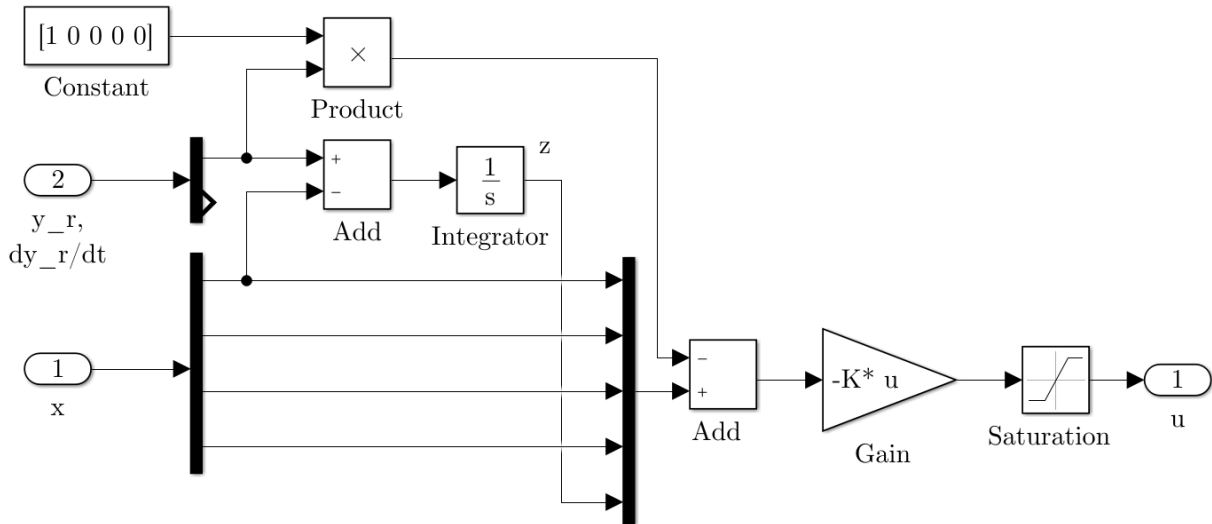 [1 0 0 0 0]
Constant
×
Product
2
y_r,
dy_r/dt
+
−
Add
1
s
Integrator
z
1
x
−
+
Add
-K* u
Gain
Saturation
1
u